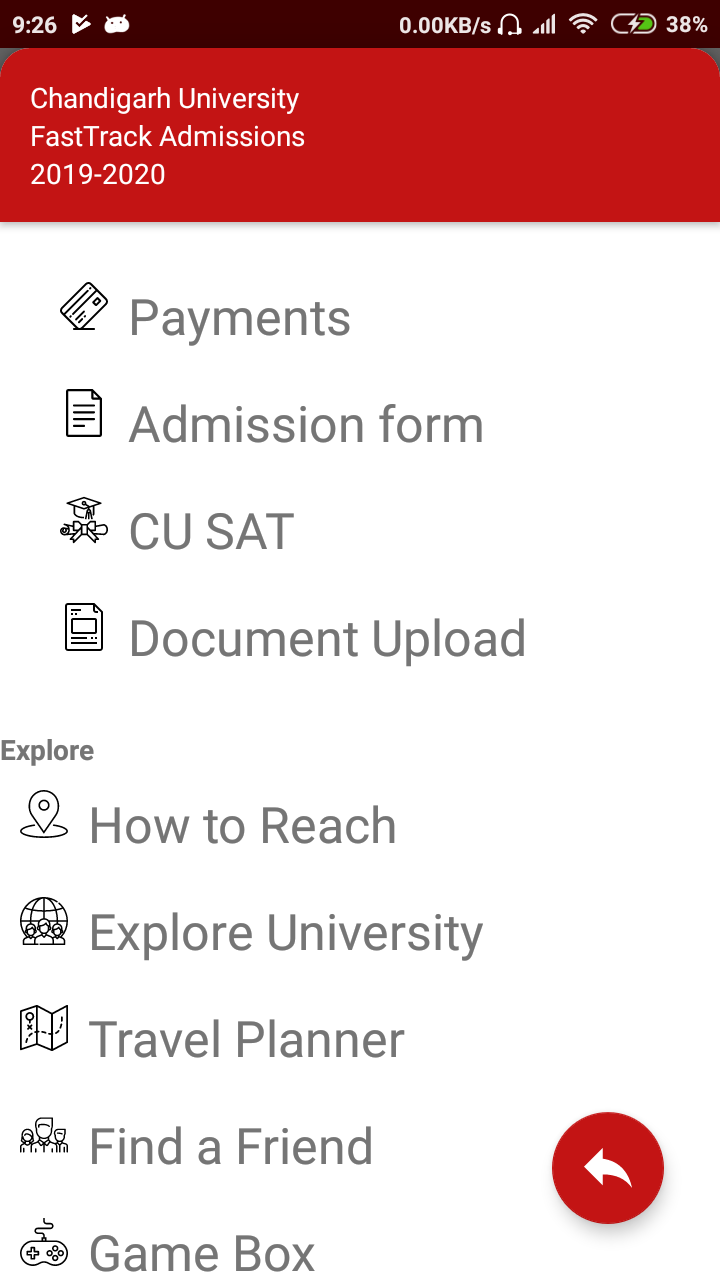 9:26 0.00KB/s 38%
Chandigarh University
FastTrack Admissions
2019-2020
Payments
Admission form
CU SAT
Document Upload
Explore
How to Reach
Explore University
Travel Planner
Find a Friend
Game Box